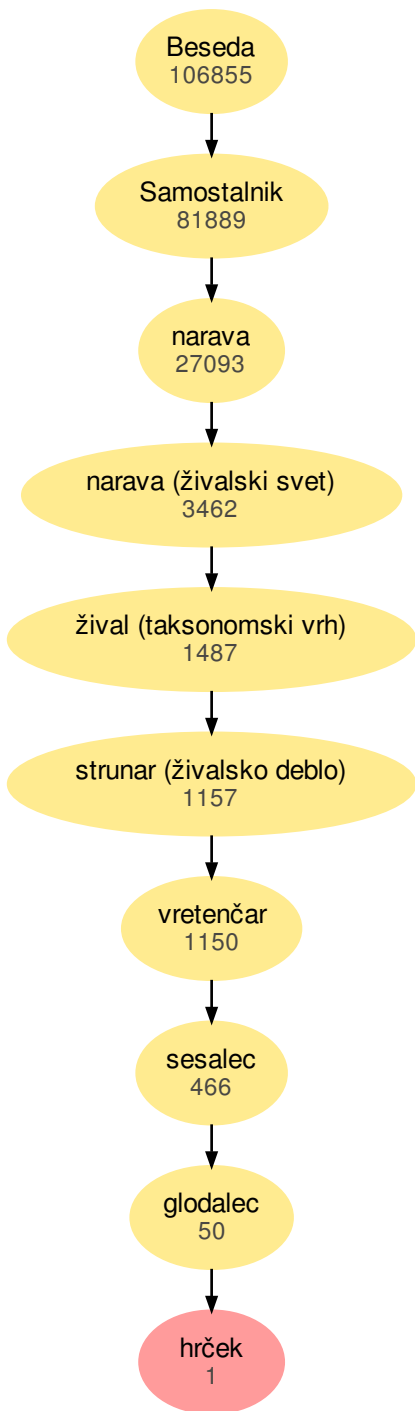 Beseda
106855
Samostalnik
81889
narava
27093
narava (živalski svet)
3462
žival (taksonomski vrh)
1487
strunar (živalsko deblo)
1157
vretenčar
1150
sesalec
466
glodalec
50
hrček
1